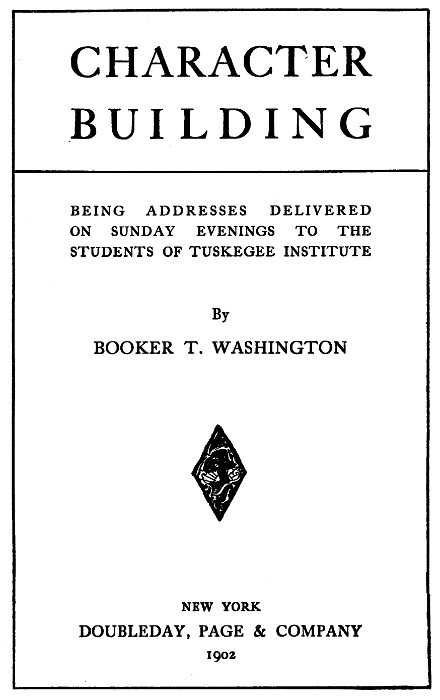 CHARACTER
BUILDING
BEING ADDRESSES DELIVERED
ON SUNDAY EVENINGS TO THE
STUDENTS OF TUSKEGEE INSTITUTE
By
BOOKER T. WASHINGTON
NEW YORK
DOUBLEDAY, PAGE & COMPANY
1902